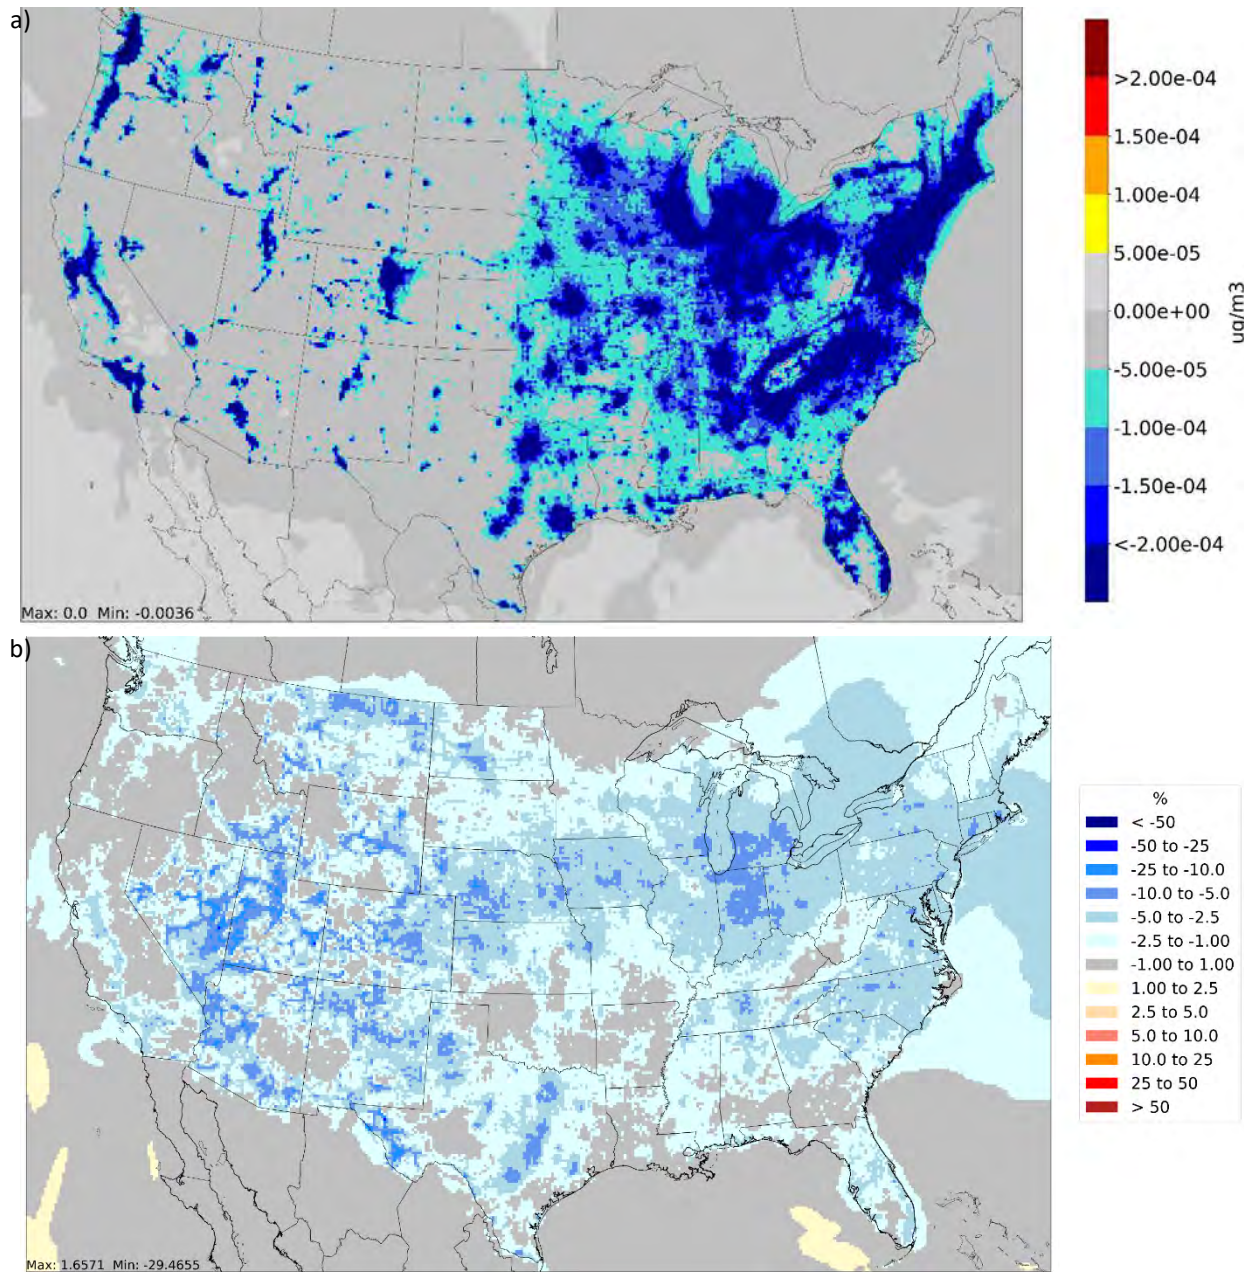 a)
>2.00e-04
1.50e-04
1.00e-04
5.00e-05
0.00e+00
-5.00e-05
-1.00e-04
-1.50e-04
<-2.00e-04
ug/m3
Max: 0.0 Min: -0.0036
b)
%
< -50
-50 to -25
-25 to -10.0
-10.0 to -5.0
-5.0 to -2.5
-2.5 to -1.00
-1.00 to 1.00
1.00 to 2.5
2.5 to 5.0
5.0 to 10.0
10.0 to 25
25 to 50
> 50
Max: 1.6571 Min: -29.4655